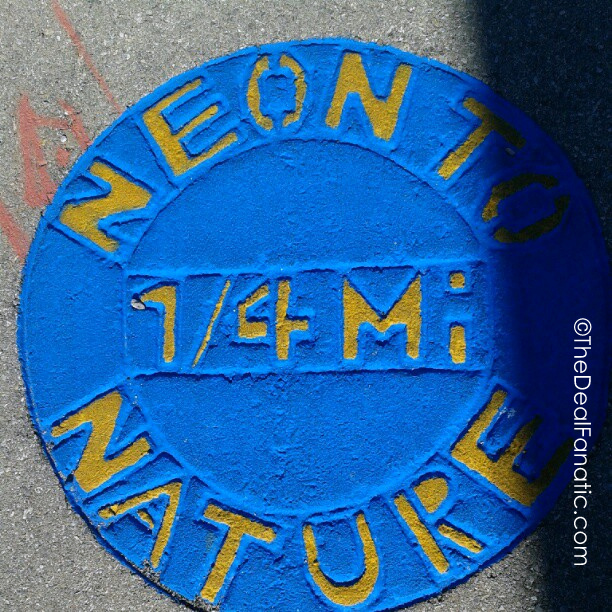 NEON TO
1/4 Mi
NATURE
©TheDealFanatic.com